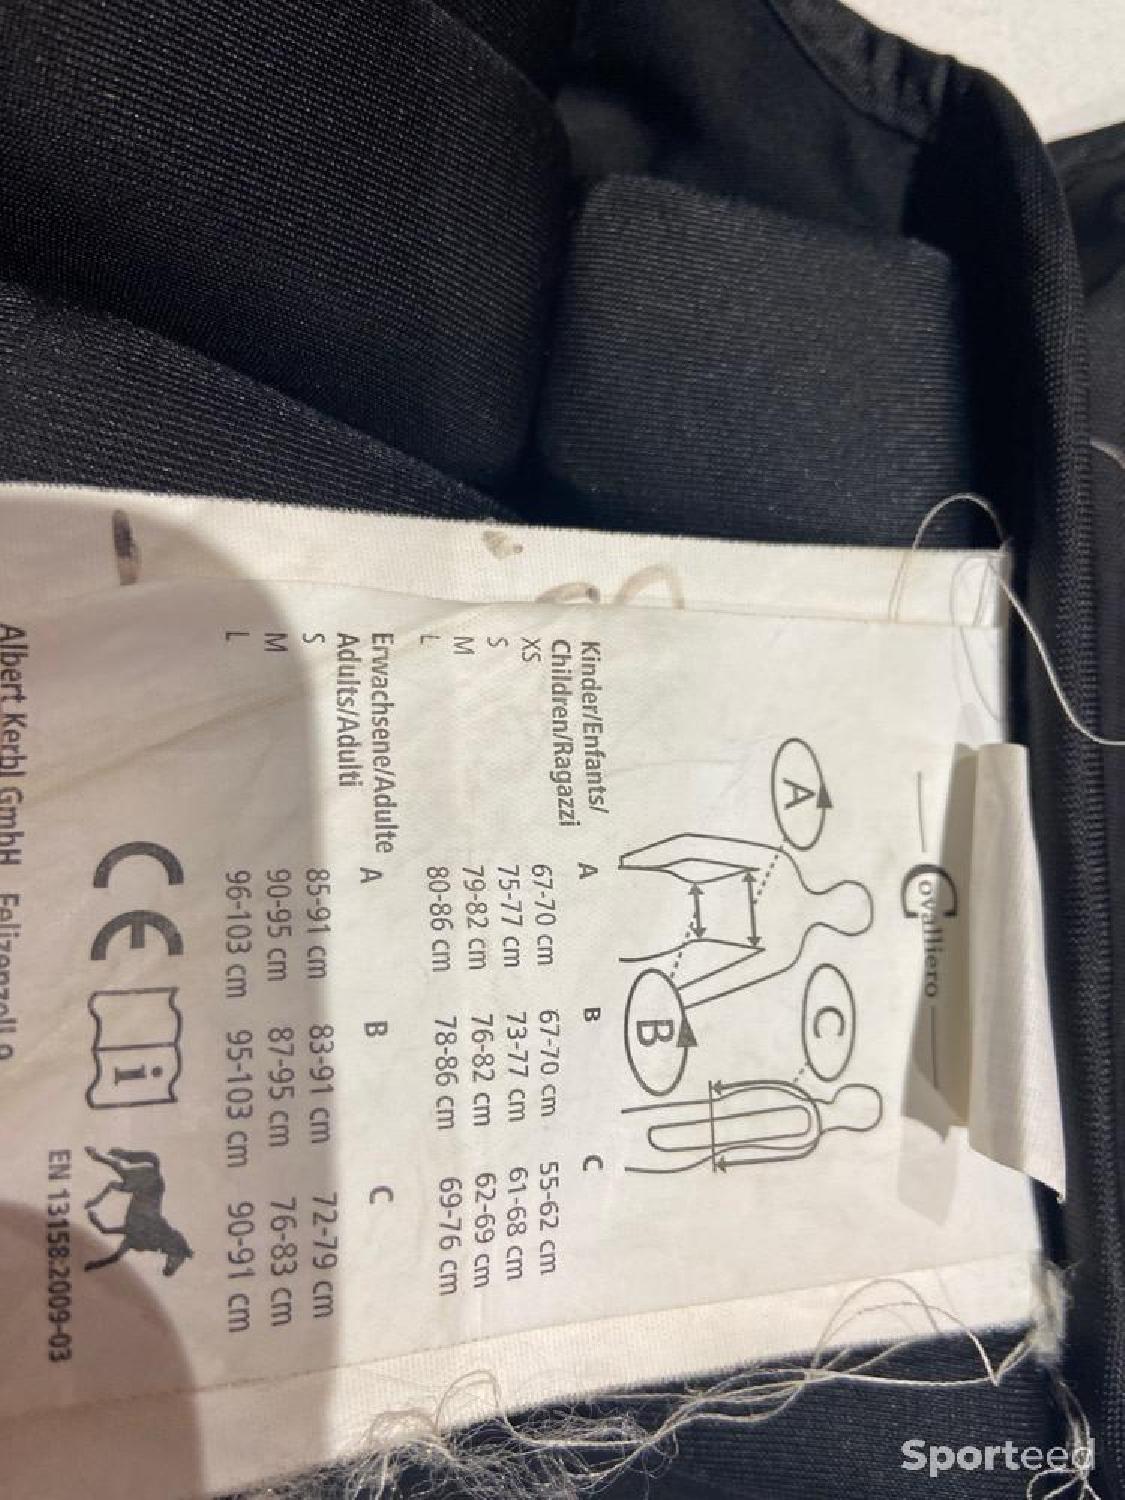 Covalliero
A
C
B
Kinder/Enfants/
Children/Ragazzi A B C
XS 67-70 cm 67-70 cm 55-62 cm
S 75-77 cm 73-77 cm 61-68 cm
M 79-82 cm 76-82 cm 62-69 cm
L 80-86 cm 78-86 cm 69-76 cm
Erwachsene/Adulte
Adults/Adulti A B C
S 85-91 cm 83-91 cm 72-79 cm
M 90-95 cm 87-95 cm 76-83 cm
L 96-103 cm 95-103 cm 90-91 cm
CE i
EN 13158:2009-03
Albert Kerbl GmbH
Sporteed